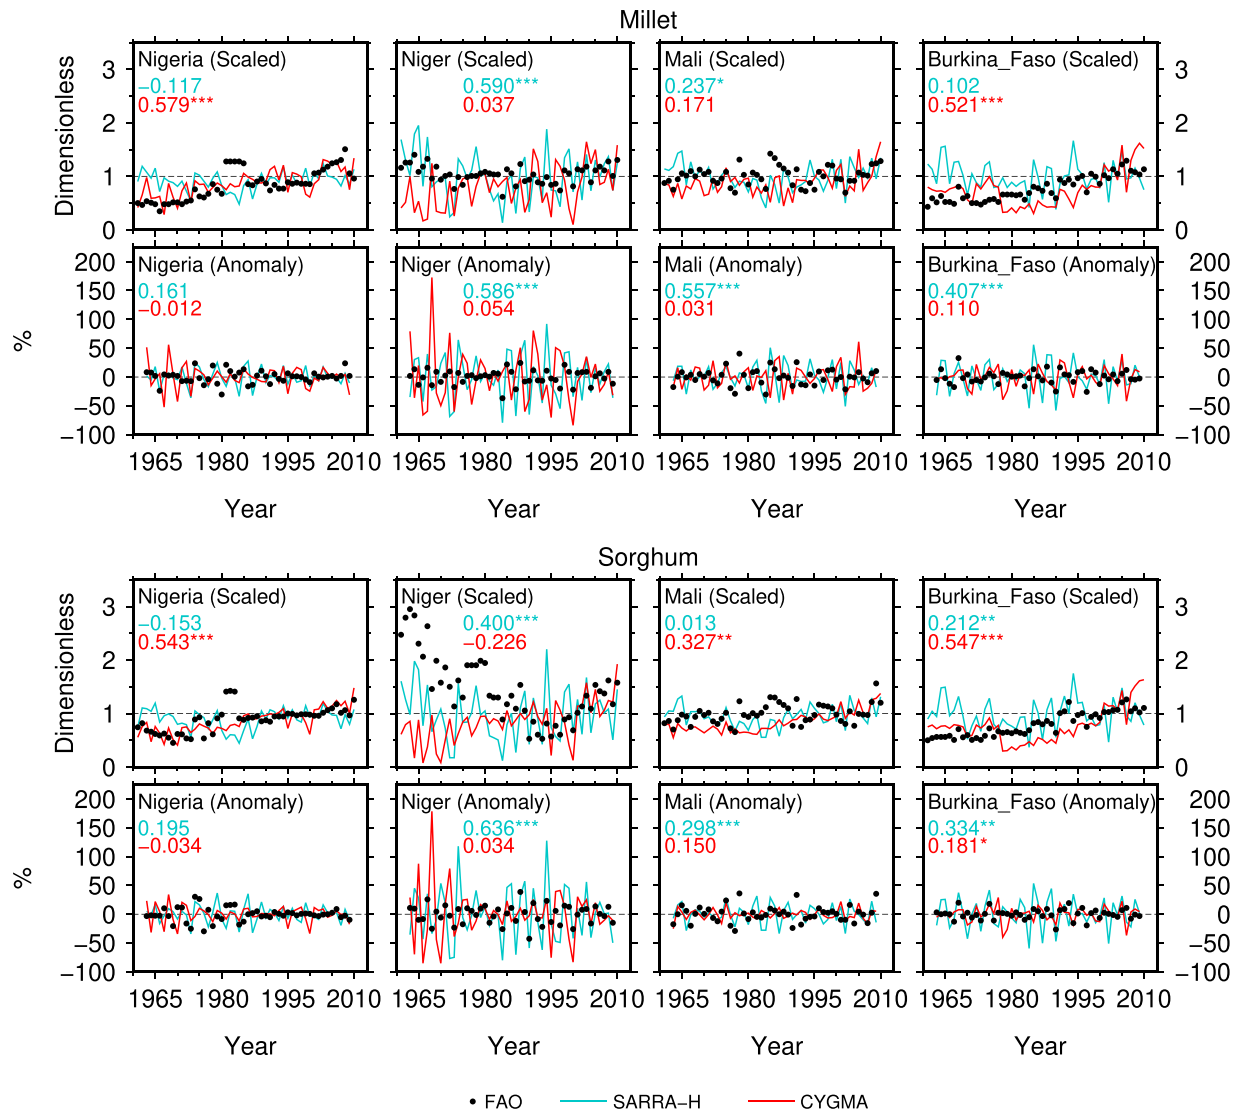 Millet
Nigeria (Scaled)
−0.117
0.579***
Niger (Scaled)
0.590***
0.037
Mali (Scaled)
0.237*
0.171
Burkina_Faso (Scaled)
0.102
0.521***
Dimensionless
3
2
1
0
3
2
1
0
Nigeria (Anomaly)
0.161
−0.012
Niger (Anomaly)
0.586***
0.054
Mali (Anomaly)
0.557***
0.031
Burkina_Faso (Anomaly)
0.407***
0.110
%
200
150
100
50
0
−50
−100
200
150
100
50
0
−50
−100
1965 1980 1995 2010
1965 1980 1995 2010
1965 1980 1995 2010
1965 1980 1995 2010
Year
Year
Year
Year
Sorghum
Nigeria (Scaled)
−0.153
0.543***
Niger (Scaled)
0.400***
−0.226
Mali (Scaled)
0.013
0.327**
Burkina_Faso (Scaled)
0.212**
0.547***
Dimensionless
3
2
1
0
3
2
1
0
Nigeria (Anomaly)
0.195
−0.034
Niger (Anomaly)
0.636***
0.034
Mali (Anomaly)
0.298***
0.150
Burkina_Faso (Anomaly)
0.334**
0.181*
%
200
150
100
50
0
−50
−100
200
150
100
50
0
−50
−100
1965 1980 1995 2010
1965 1980 1995 2010
1965 1980 1995 2010
1965 1980 1995 2010
Year
Year
Year
Year
FAO
SARRA−H
CYGMA